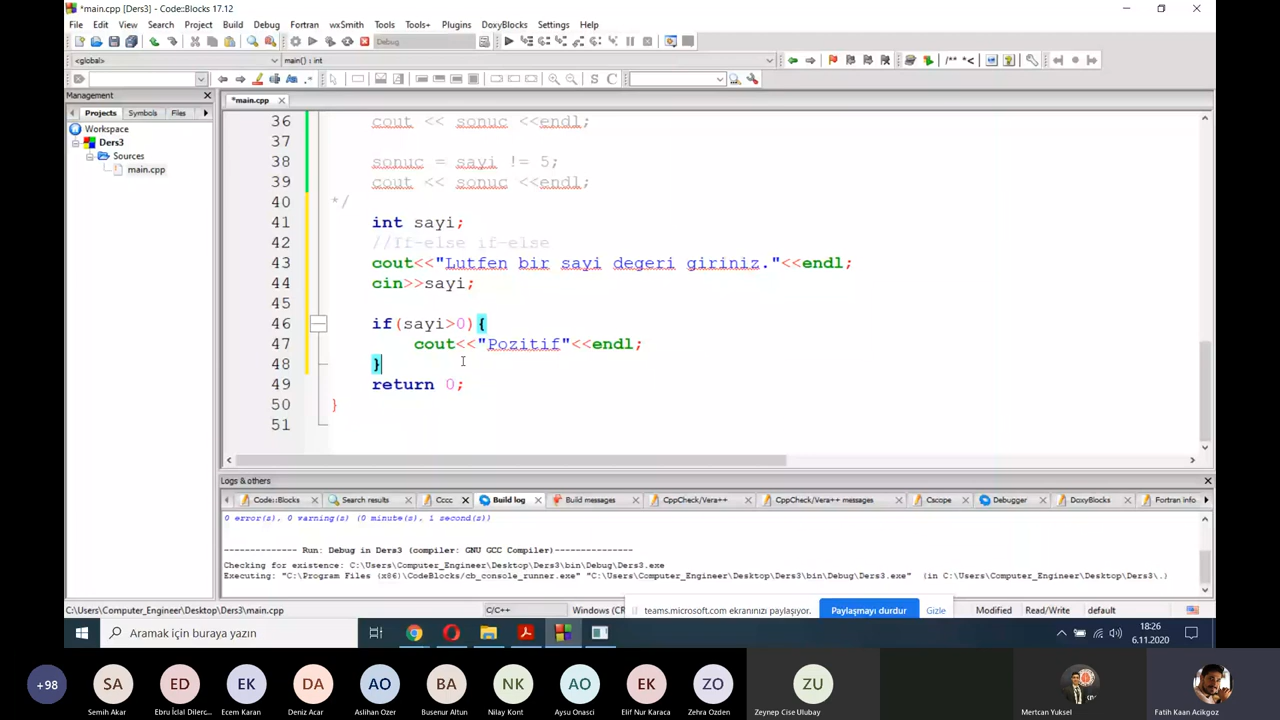 *main.cpp [Ders3] - Code::Blocks 17.12
File Edit View Search Project Build Debug Fortran wxSmith Tools Tools+ Plugins DoxyBlocks Settings Help
Debug
<global> main() : int
/** *<
S C
Management
*main.cpp
Projects Symbols Files
Workspace
Ders3
Sources
main.cpp
36 cout << sonuc <<endl;
37
38 sonuc = sayi != 5;
39 cout << sonuc <<endl;
40 */
41 int sayi;
42 //If-else if-else
43 cout<<"Lutfen bir sayi degeri giriniz."<<endl;
44 cin>>sayi;
45
46 if(sayi>0){
47 cout<<"Pozitif"<<endl;
48 }
49 return 0;
50 }
51
Logs & others
Code::Blocks Search results Cccc Build log Build messages CppCheck/Vera++ CppCheck/Vera++ messages Cscope Debugger DoxyBlocks Fortran info
0 error(s), 0 warning(s) (0 minute(s), 1 second(s))
-------------- Run: Debug in Ders3 (compiler: GNU GCC Compiler)---------------
Checking for existence: C:\Users\Computer_Engineer\Desktop\Ders3\bin\Debug\Ders3.exe
Executing: "C:\Program Files (x86)\CodeBlocks/cb_console_runner.exe" "C:\Users\Computer_Engineer\Desktop\Ders3\bin\Debug\Ders3.exe" (in C:\Users\Computer_Engineer\Desktop\Ders3\.)
C:\Users\Computer_Engineer\Desktop\Ders3\main.cpp C/C++ Windows (CR Modified Read/Write default
teams.microsoft.com ekranınızı paylaşıyor. Paylaşmayı durdur Gizle
Aramak için buraya yazın
18:26
6.11.2020
+98 SA ED EK DA AO BA NK AO EK ZO ZU
Semih Akar Ebru İclal Dilerc... Ecem Karan Deniz Acar Aslihan Ozer Busenur Altun Nilay Kont Aysu Onasci Elif Nur Karaca Zehra Ozden Zeynep Cise Ulubay Mertcan Yuksel Fatih Kaan Acikgoz